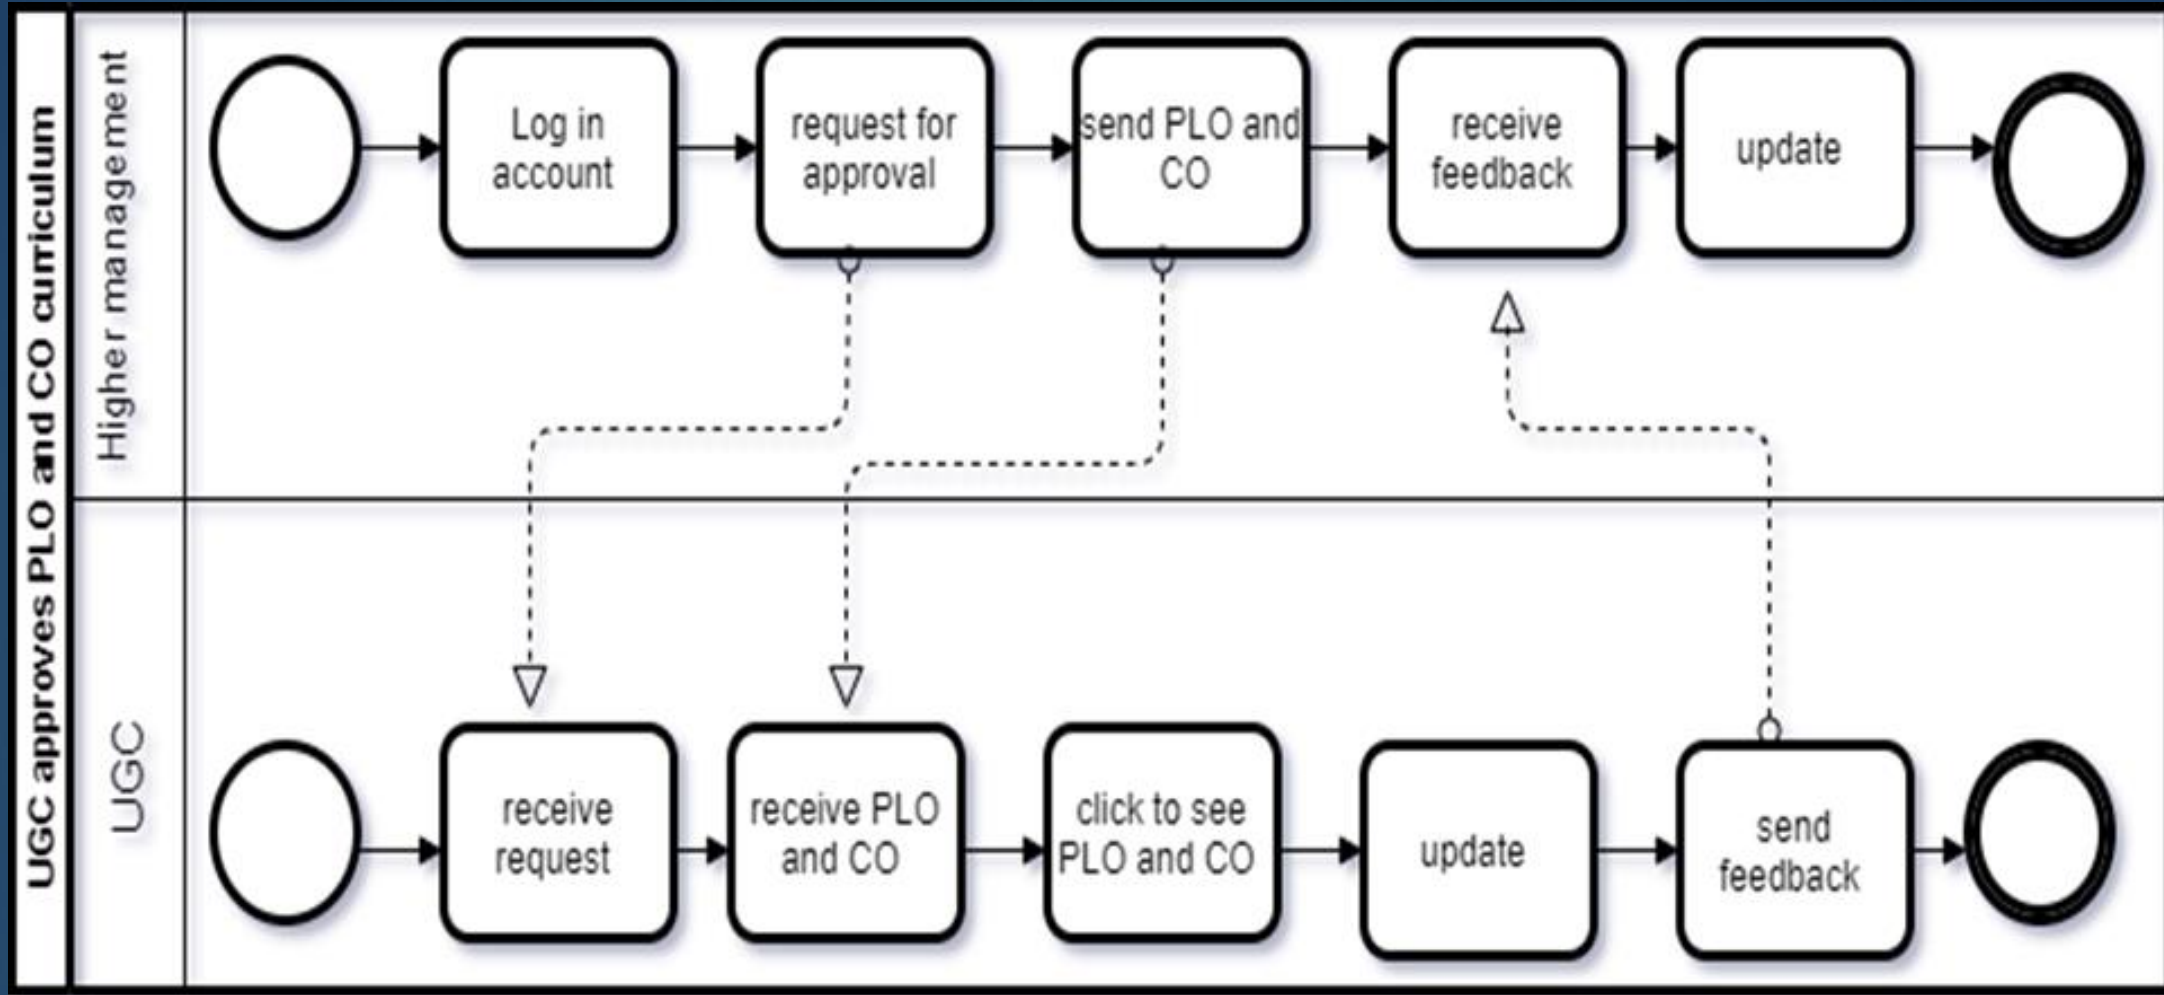 UGC approves PLO and CO curriculum
Higher management
Log in
account
request for
approval
send PLO and
CO
receive
feedback
update
UGC
receive
request
receive PLO
and CO
click to see
PLO and CO
update
send
feedback